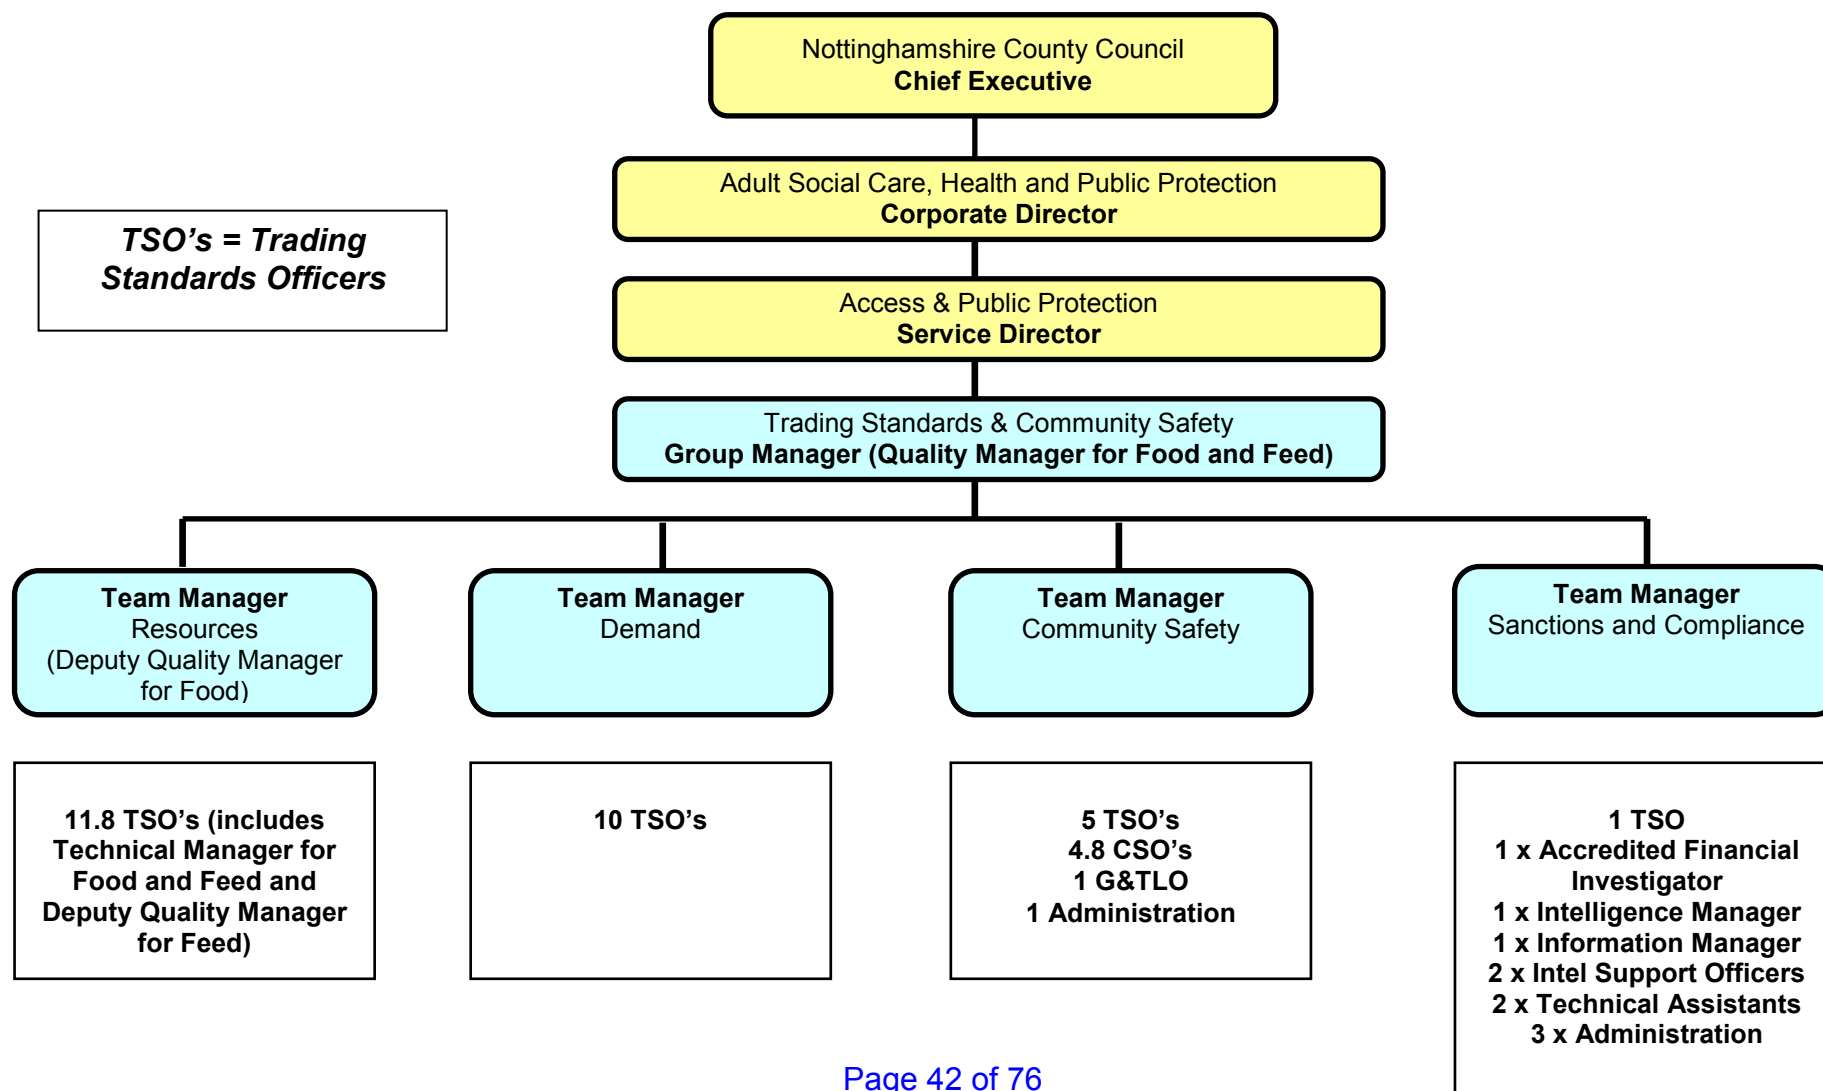 Nottinghamshire County Council
Chief Executive
Adult Social Care, Health and Public Protection
Corporate Director
TSO’s = Trading
Standards Officers
Access & Public Protection
Service Director
Trading Standards & Community Safety
Group Manager (Quality Manager for Food and Feed)
Team Manager
Resources
(Deputy Quality Manager
for Food)
Team Manager
Demand
Team Manager
Community Safety
Team Manager
Sanctions and Compliance
11.8 TSO’s (includes
Technical Manager for
Food and Feed and
Deputy Quality Manager
for Feed)
10 TSO’s
5 TSO’s
4.8 CSO’s
1 G&TLO
1 Administration
1 TSO
1 x Accredited Financial
Investigator
1 x Intelligence Manager
1 x Information Manager
2 x Intel Support Officers
2 x Technical Assistants
3 x Administration
Page 42 of 76